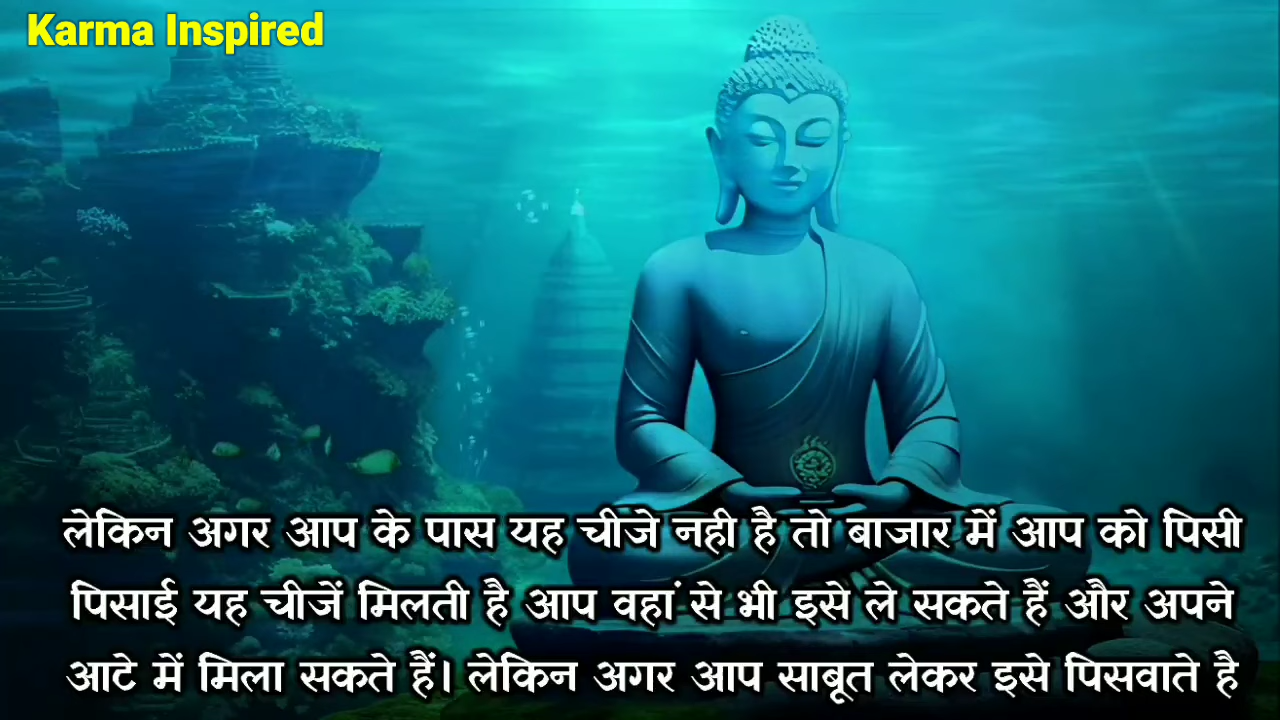 Karma Inspired
लेकिन अगर आप के पास यह चीजे नही है तो बाजार में आप को पिसी
पिसाई यह चीजें मिलती है आप वहां से भी इसे ले सकते हैं और अपने
आटे में मिला सकते हैं। लेकिन अगर आप साबूत लेकर इसे पिसवाते है